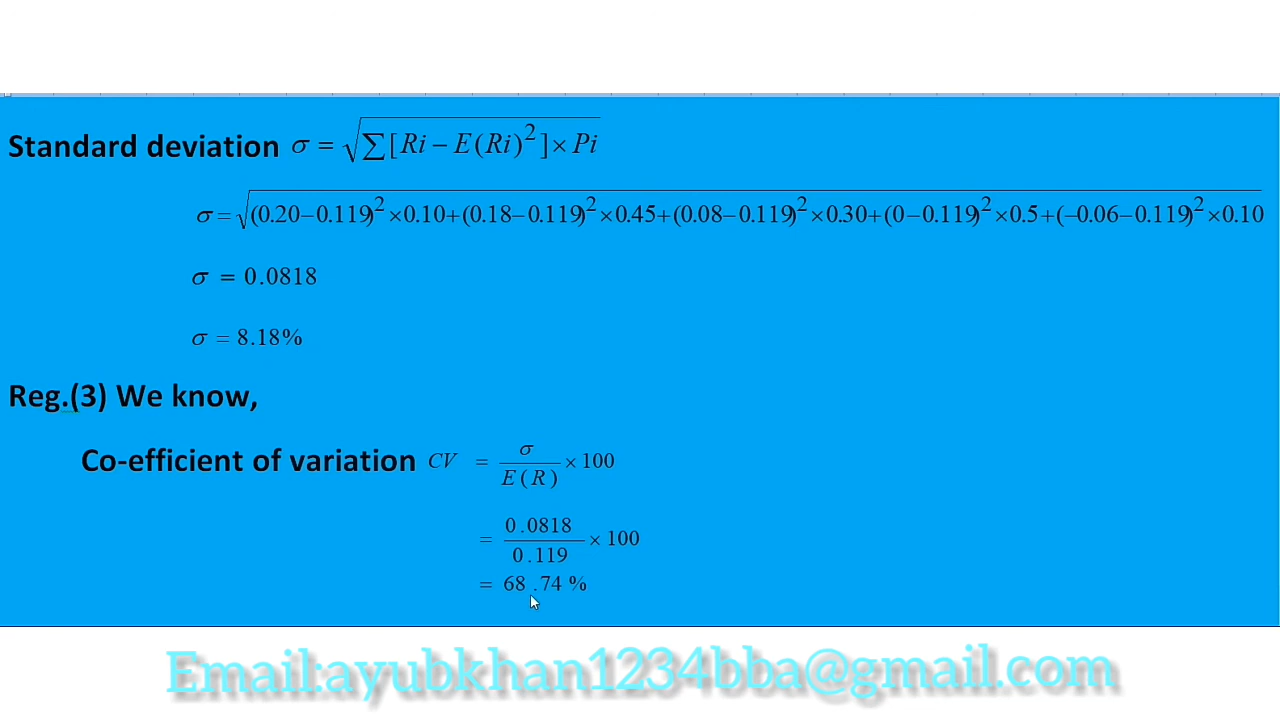 Standard deviation σ = √∑[Ri − E(Ri)²]× Pi
σ = √(0.20−0.119)²×0.10+(0.18−0.119)²×0.45+(0.08−0.119)²×0.30+(0−0.119)²×0.5+(−0.06−0.119)²×0.10
σ = 0.0818
σ = 8.18%
Reg.(3) We know,
Co-efficient of variation CV = σ / E(R) × 100
= 0.0818 / 0.119 × 100
= 68.74 %
Email:ayubkhan1234bba@gmail.com